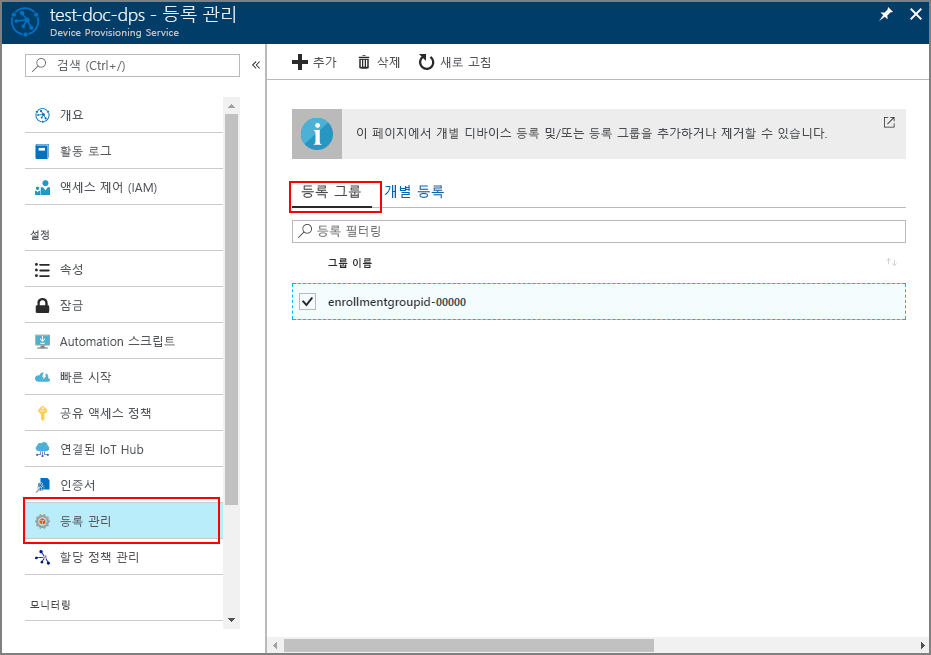 test-doc-dps - 등록 관리
Device Provisioning Service
검색 (Ctrl+/)
개요
활동 로그
액세스 제어 (IAM)
설정
속성
잠금
Automation 스크립트
빠른 시작
공유 액세스 정책
연결된 IoT Hub
인증서
등록 관리
할당 정책 관리
모니터링
추가 삭제 새로 고침
이 페이지에서 개별 디바이스 등록 및/또는 등록 그룹을 추가하거나 제거할 수 있습니다.
등록 그룹 개별 등록
등록 필터링
그룹 이름
enrollmentgroupid-00000